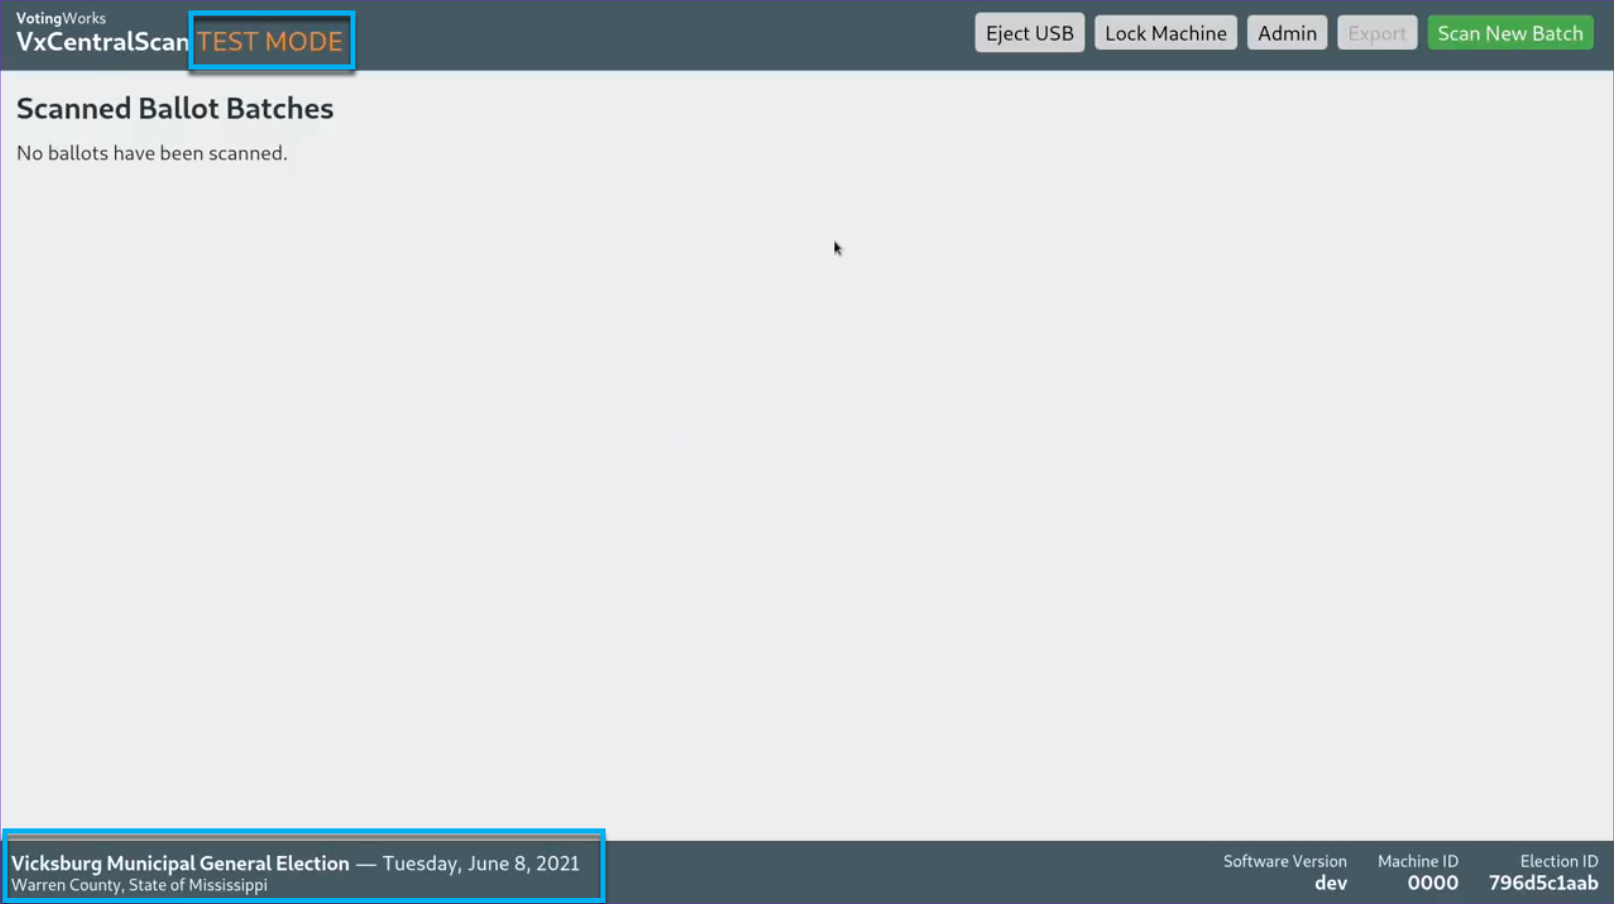 VotingWorks
VxCentralScan TEST MODE
Eject USB
Lock Machine
Admin
Export
Scan New Batch
Scanned Ballot Batches
No ballots have been scanned.
Vicksburg Municipal General Election — Tuesday, June 8, 2021
Warren County, State of Mississippi
Software Version
dev
Machine ID
0000
Election ID
796d5c1aab